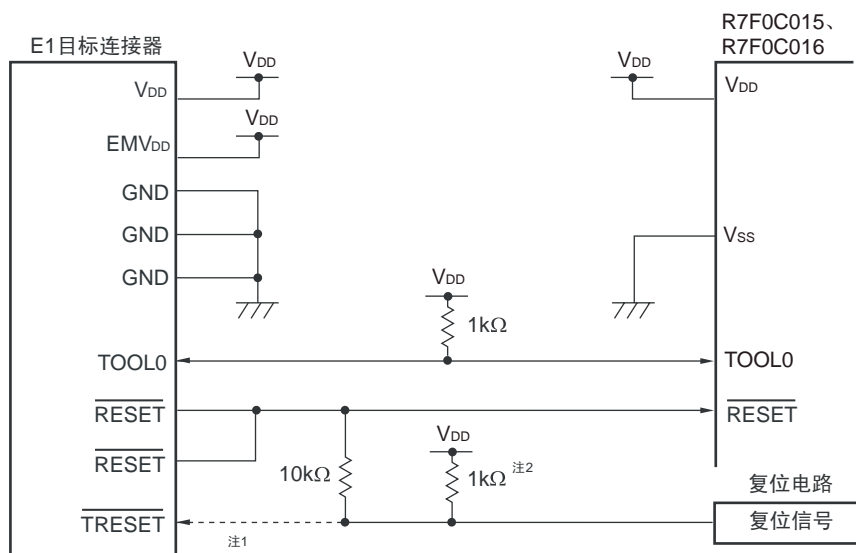 R7F0C015、
R7F0C016
E1目标连接器
VDD
VDD
VDD
VDD
VDD
EMVDD
GND
GND
GND
VSS
VDD
1kΩ
TOOL0
TOOL0
RESET
RESET
RESET
VDD
10kΩ
1kΩ 注2
复位电路
TRESET
复位信号
注1